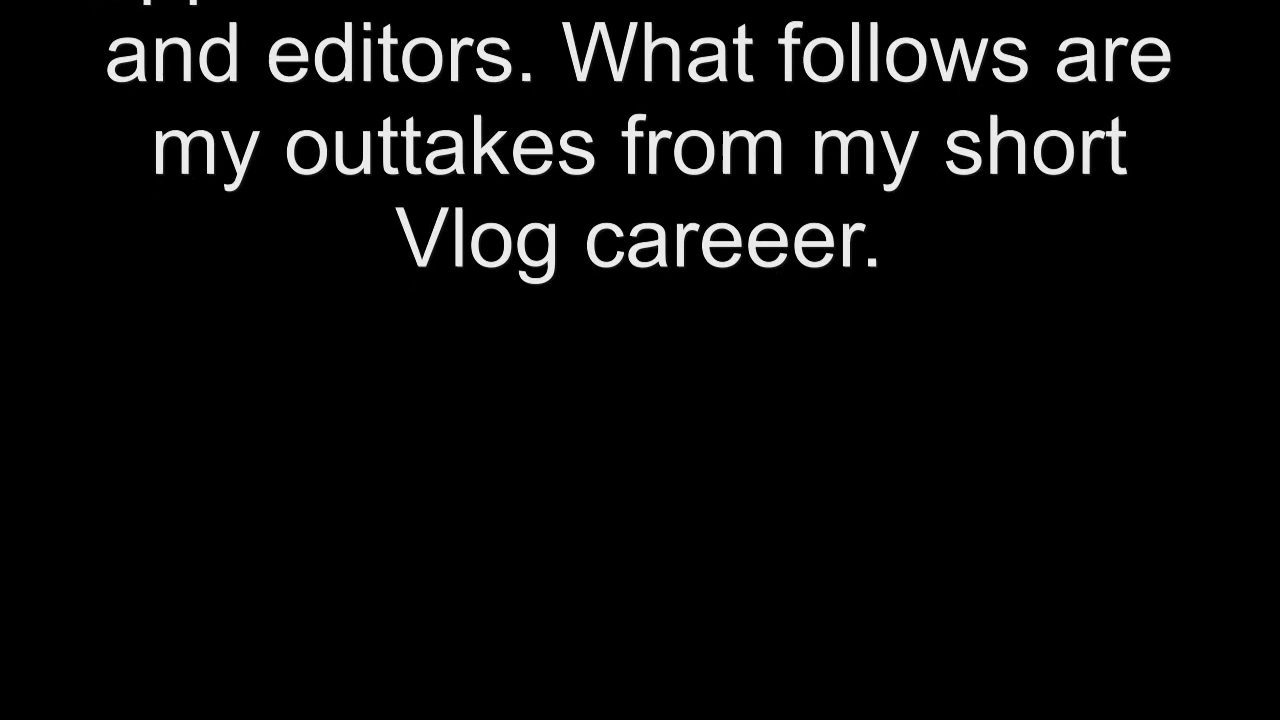 and editors. What follows are
my outtakes from my short
Vlog careeer.